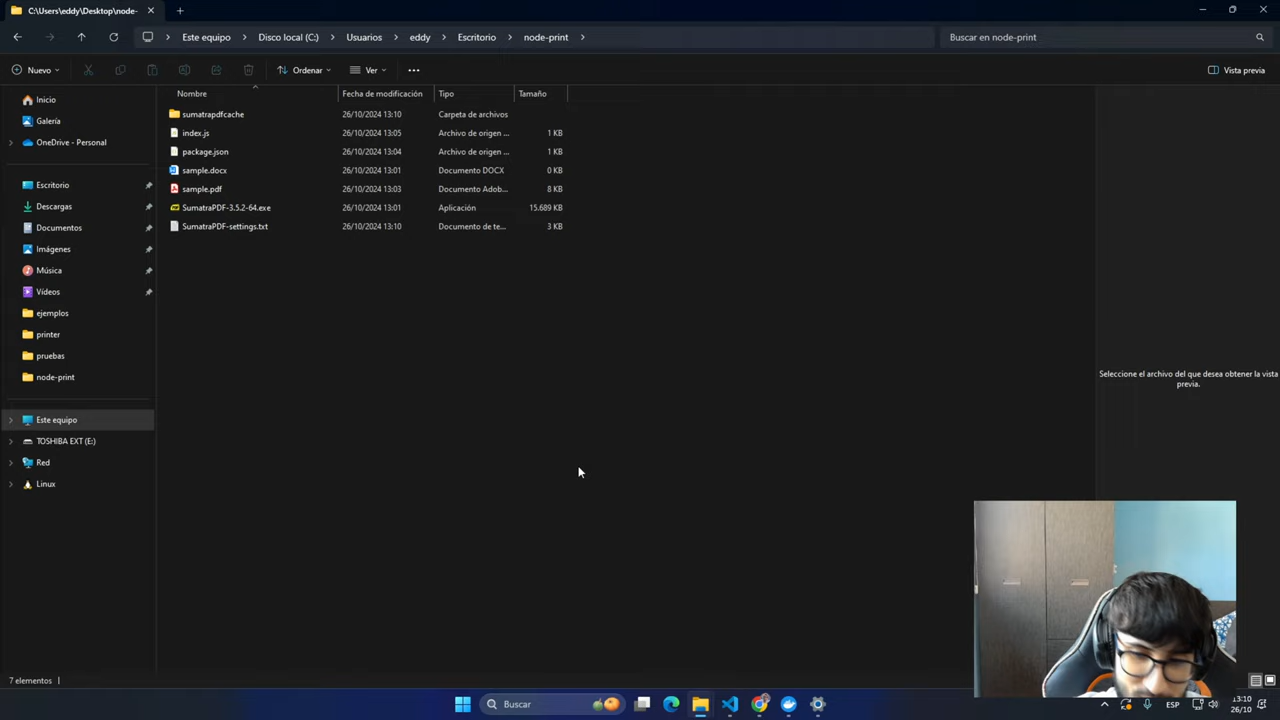 C:\Users\eddy\Desktop\node-
Este equipo
Disco local (C:)
Usuarios
eddy
Escritorio
node-print
Buscar en node-print
Nuevo
Ordenar
Ver
Vista previa
Nombre
Fecha de modificación
Tipo
Tamaño
sumatrapdfcache
26/10/2024 13:10
Carpeta de archivos
index.js
26/10/2024 13:05
Archivo de origen ...
1 KB
package.json
26/10/2024 13:04
Archivo de origen ...
1 KB
sample.docx
26/10/2024 13:01
Documento DOCX
0 KB
sample.pdf
26/10/2024 13:03
Documento Adob...
8 KB
SumatraPDF-3.5.2-64.exe
26/10/2024 13:01
Aplicación
15.689 KB
SumatraPDF-settings.txt
26/10/2024 13:10
Documento de te...
3 KB
Inicio
Galería
OneDrive - Personal
Escritorio
Descargas
Documentos
Imágenes
Música
Vídeos
ejemplos
printer
pruebas
node-print
Este equipo
TOSHIBA EXT (E:)
Red
Linux
Seleccione el archivo del que desea obtener la vista
previa.
7 elementos
Buscar
ESP
13:10
26/10